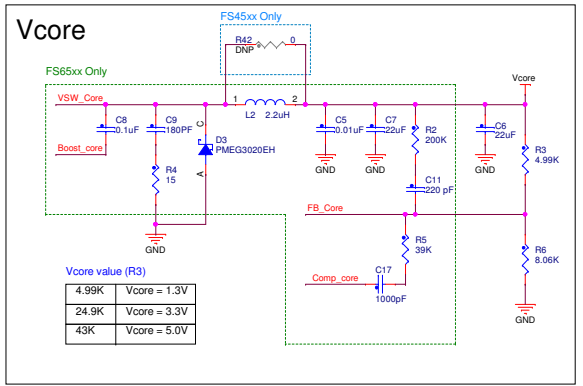 Vcore
FS45xx Only
R42 0
DNP
FS65xx Only
Vcore
VSW_Core
1 2
L2 2.2uH
C8
0.1uF
C9
180PF
C
D3
PMEG3020EH
A
C5
0.01uF
C7
22uF
R2
200K
C6
22uF
R3
4.99K
Boost_core
R4
15
GND
GND
GND
C11
220 pF
FB_Core
GND
R5
39K
R6
8.06K
Comp_core
C17
1000pF
GND
Vcore value (R3)
4.99K Vcore = 1.3V
24.9K Vcore = 3.3V
43K Vcore = 5.0V